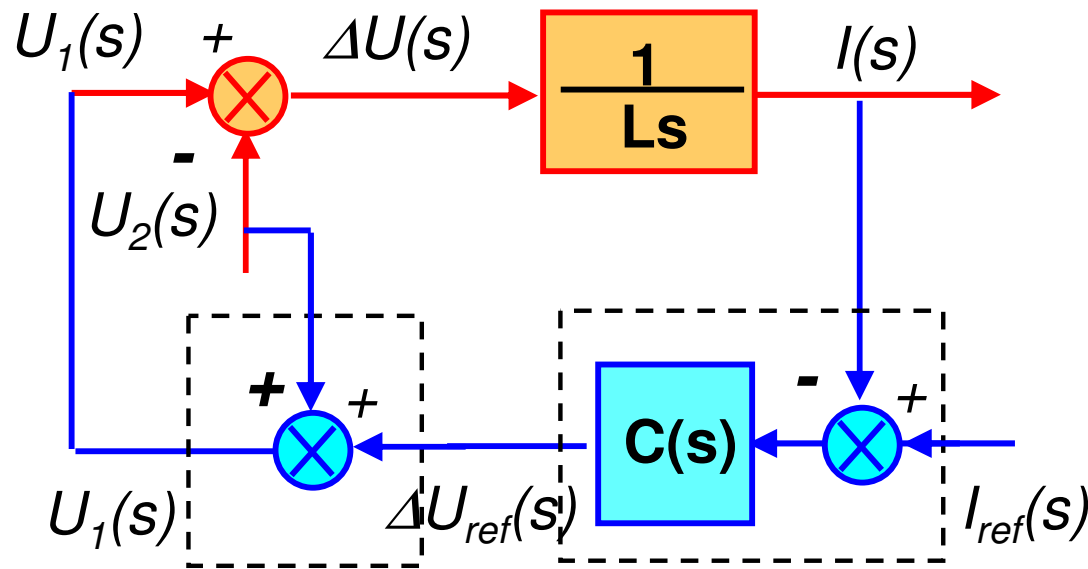 U1(s) + ΔU(s) 1 I(s)
Ls
-
U2(s)
+ + - +
C(s)
U1(s) ΔUref(s) Iref(s)